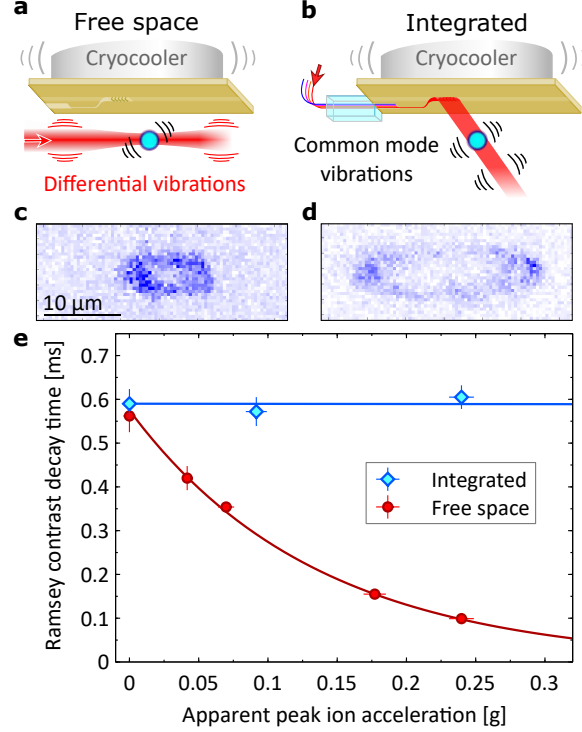 a
Free space
Cryocooler
Differential vibrations
b
Integrated
Cryocooler
Common mode
vibrations
c
10 µm
d
e
Ramsey contrast decay time [ms]
0.7
0.6
0.5
0.4
0.3
0.2
0.1
0
Integrated
Free space
0
0.05
0.1
0.15
0.2
0.25
0.3
Apparent peak ion acceleration [g]